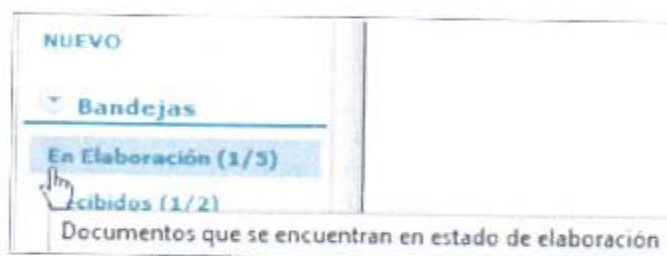 NUEVO
Bandejas
En Elaboración (1/5)
cibidos (1/2)
Documentos que se encuentran en estado de elaboración